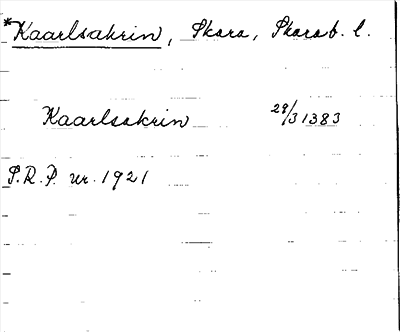 *Kaarlsakrin, Skara, Skarab. l.
Kaarlsakrin 29/3 1383
S.R.P. nr. 1921